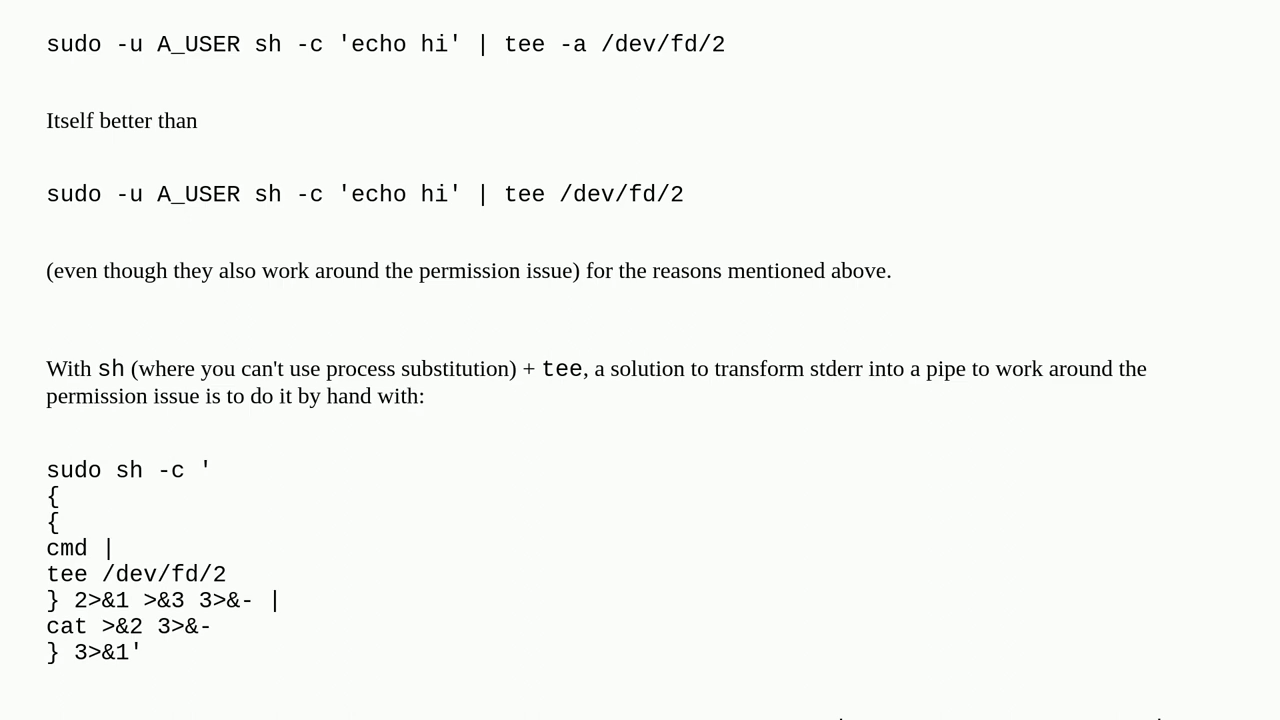 sudo -u A_USER sh -c 'echo hi' | tee -a /dev/fd/2
Itself better than
sudo -u A_USER sh -c 'echo hi' | tee /dev/fd/2
(even though they also work around the permission issue) for the reasons mentioned above.
With sh (where you can't use process substitution) + tee, a solution to transform stderr into a pipe to work around the
permission issue is to do it by hand with:
sudo sh -c '
{
{
cmd |
tee /dev/fd/2
} 2>&1 >&3 3>&- |
cat >&2 3>&-
} 3>&1'